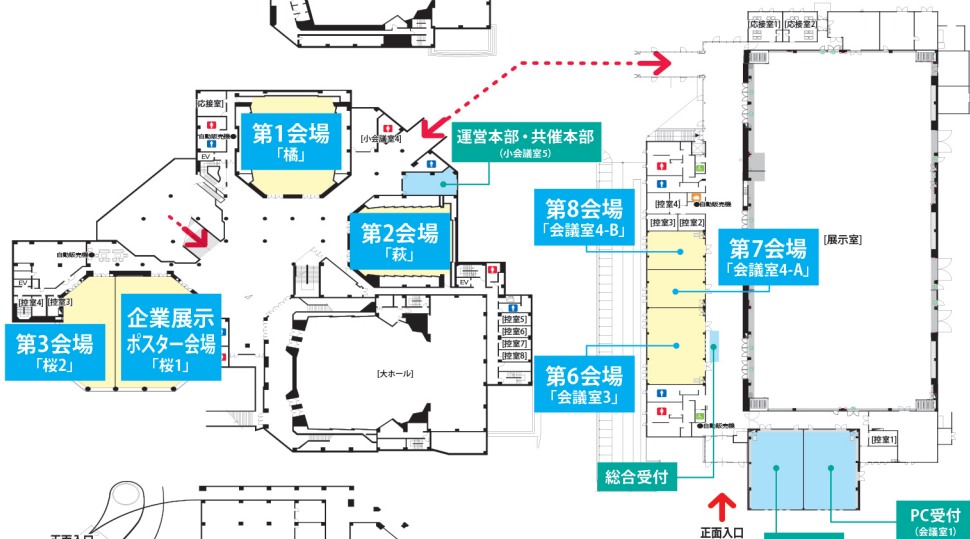 [応接室1]
[応接室2]
[応接室]
自動販売機
EV
第1会場
「橘」
[小会議室4]
運営本部・共催本部
(小会議室5)
第2会場
「萩」
EV
自動販売機
EV
[控室4]
[控室3]
第3会場
「桜2」
企業展示
ポスター会場
「桜1」
[大ホール]
[控室5]
[控室6]
[控室7]
[控室8]
[控室4]
自動販売機
[控室3]
[控室2]
第8会場
「会議室4-B」
第7会場
「会議室4-A」
[展示室]
第6会場
「会議室3」
自動販売機
[控室1]
総合受付
正面入口
PC受付
(会議室1)
正面入口